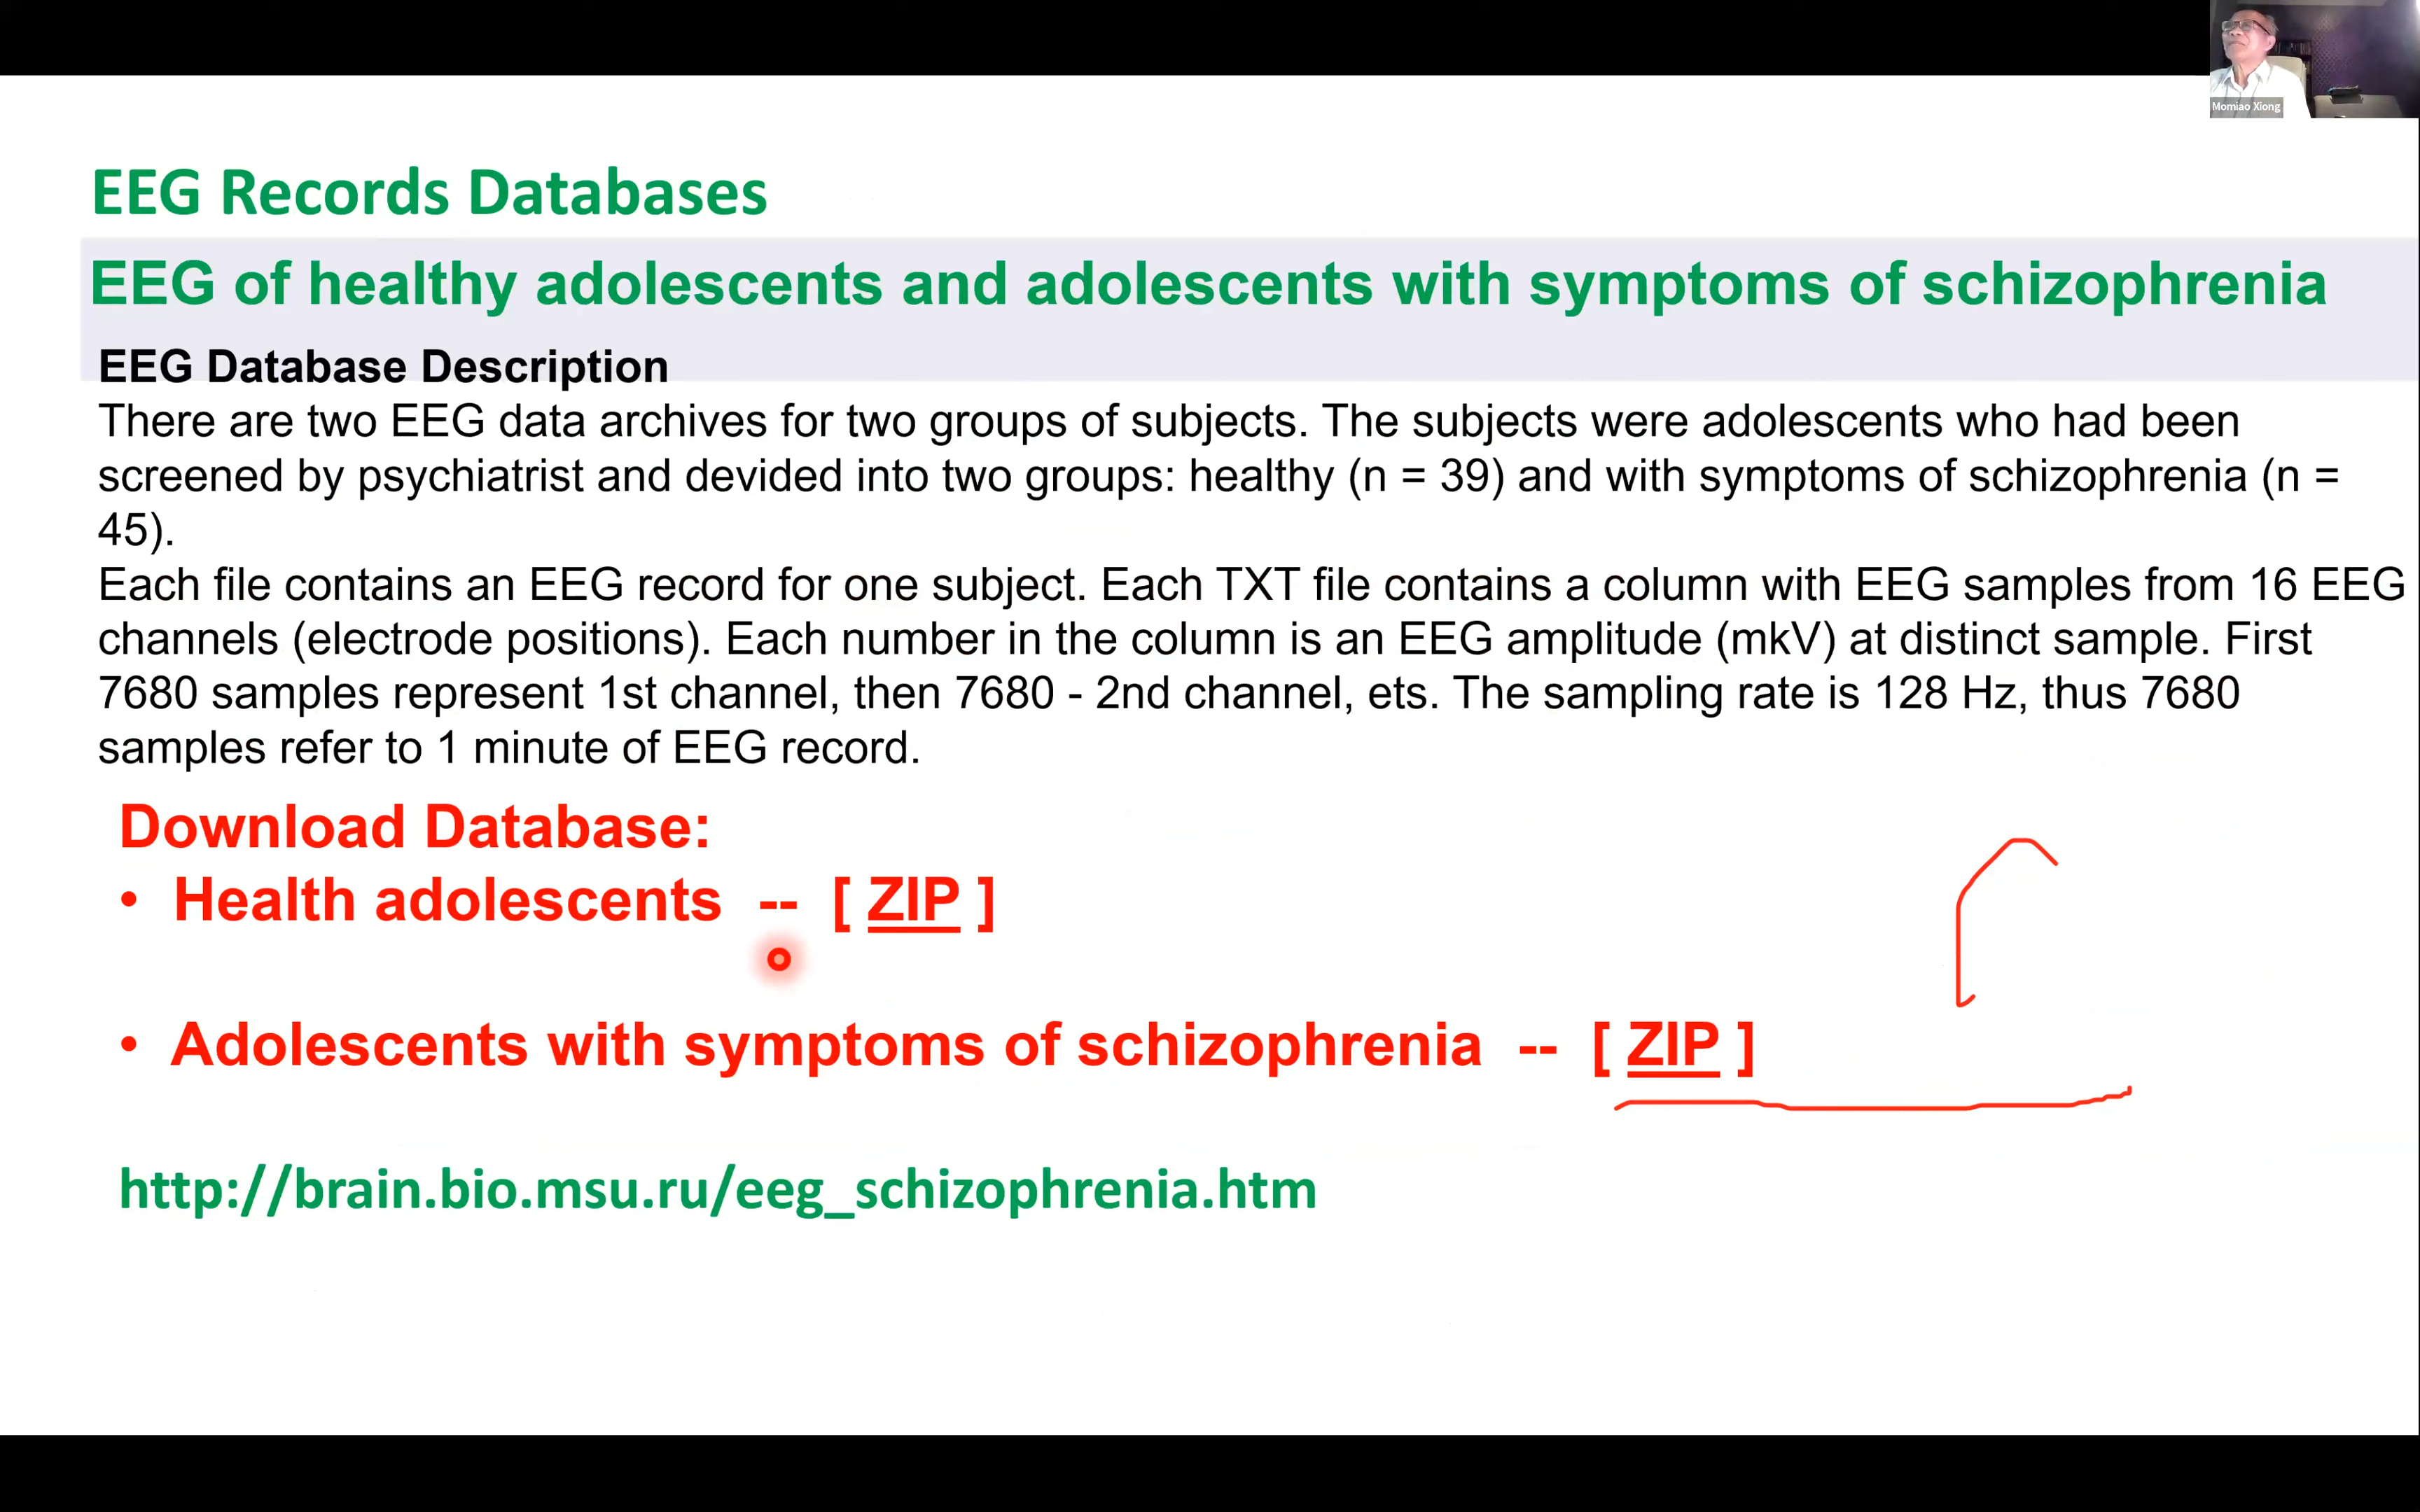 Momiao Xiong
EEG Records Databases
EEG of healthy adolescents and adolescents with symptoms of schizophrenia
EEG Database Description
There are two EEG data archives for two groups of subjects. The subjects were adolescents who had been
screened by psychiatrist and devided into two groups: healthy (n = 39) and with symptoms of schizophrenia (n =
45).
Each file contains an EEG record for one subject. Each TXT file contains a column with EEG samples from 16 EEG
channels (electrode positions). Each number in the column is an EEG amplitude (mkV) at distinct sample. First
7680 samples represent 1st channel, then 7680 - 2nd channel, ets. The sampling rate is 128 Hz, thus 7680
samples refer to 1 minute of EEG record.
Download Database:
• Health adolescents -- [ ZIP ]
• Adolescents with symptoms of schizophrenia -- [ ZIP ]
http://brain.bio.msu.ru/eeg_schizophrenia.htm